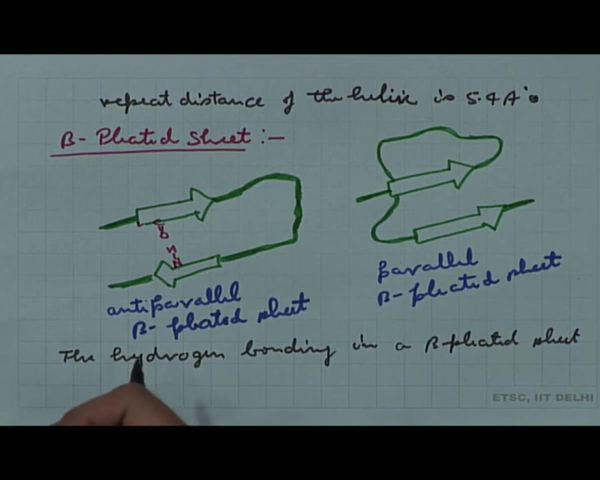 repeat distance of the helix is 5.4A°.
β- Pleated Sheet :-
antiparallel
β- pleated sheet
parallel
β- pleated sheet
The hydrogen bonding in a β-pleated sheet
ETSC, IIT DELHI